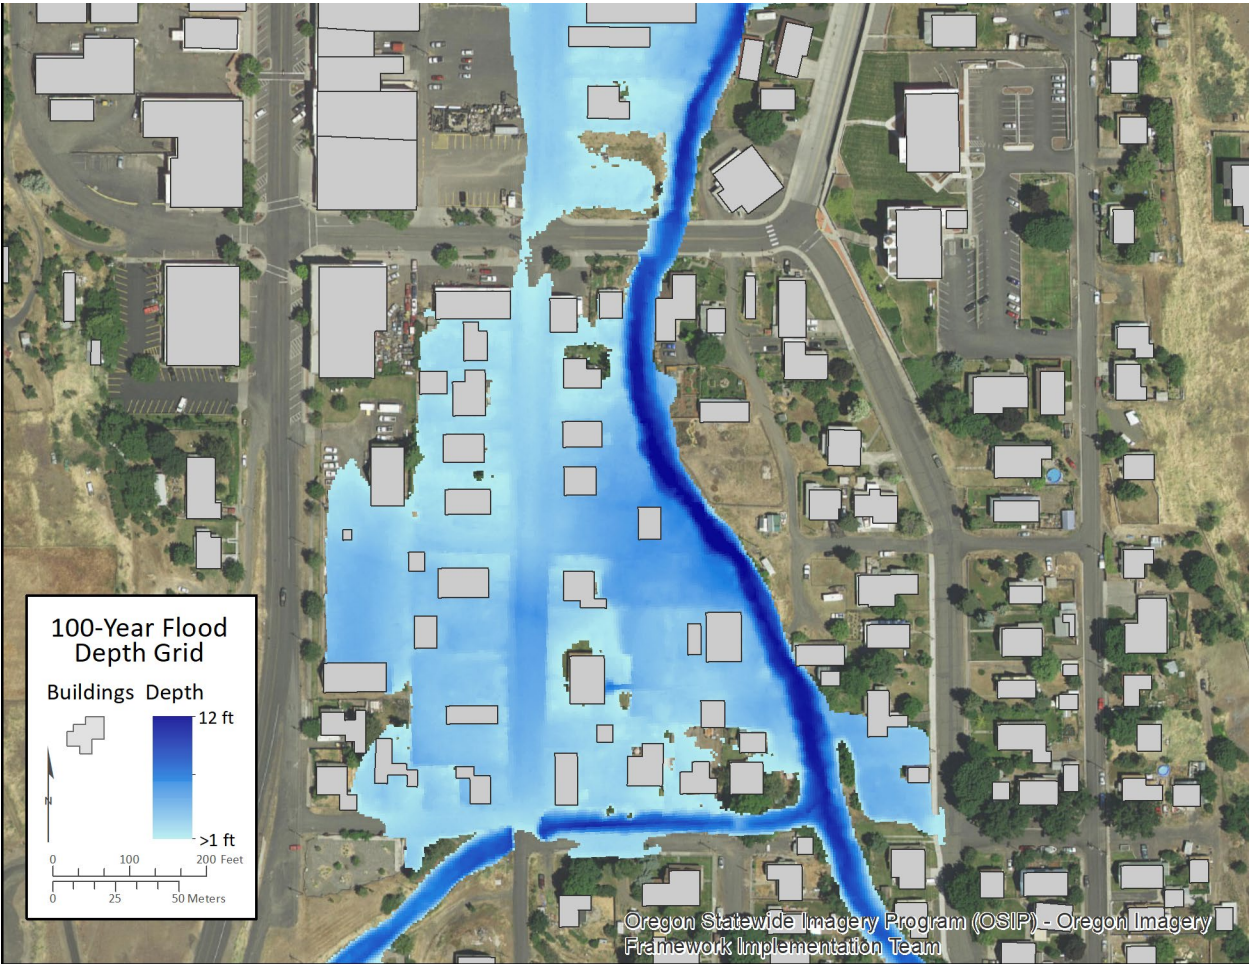 100-Year Flood
Depth Grid
Buildings Depth
12 ft
>1 ft
N
0 100 200 Feet
0 25 50 Meters
Oregon Statewide Imagery Program (OSIP) - Oregon Imagery
Framework Implementation Team